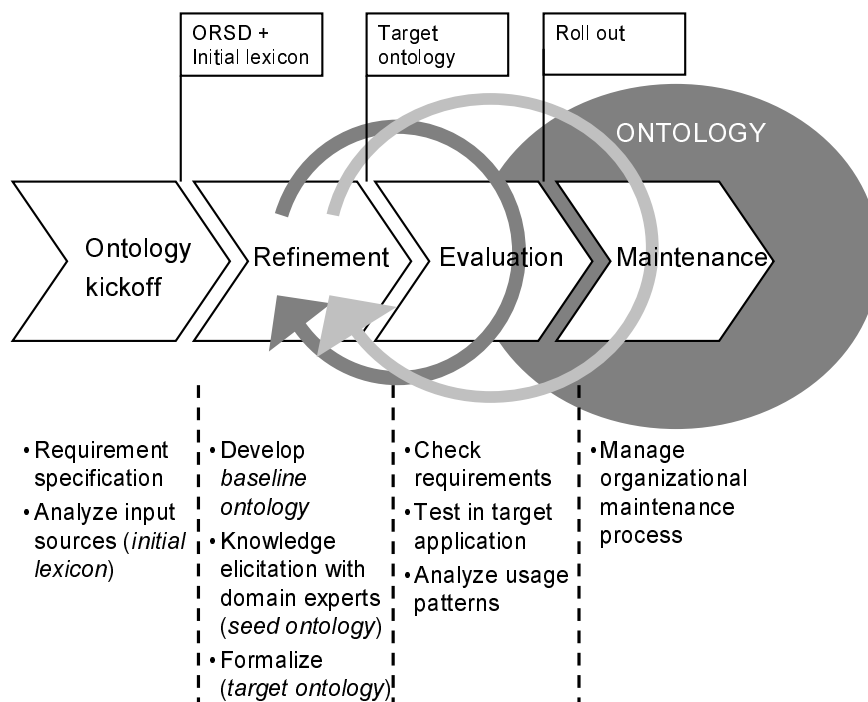 ORSD +
Initial lexicon
Target
ontology
Roll out
ONTOLOGY
Ontology
kickoff
Refinement
Evaluation
Maintenance
• Requirement
specification
• Analyze input
sources (initial
lexicon)
• Develop
baseline
ontology
• Knowledge
elicitation with
domain experts
(seed ontology)
• Formalize
(target ontology)
• Check
requirements
• Test in target
application
• Analyze usage
patterns
• Manage
organizational
maintenance
process